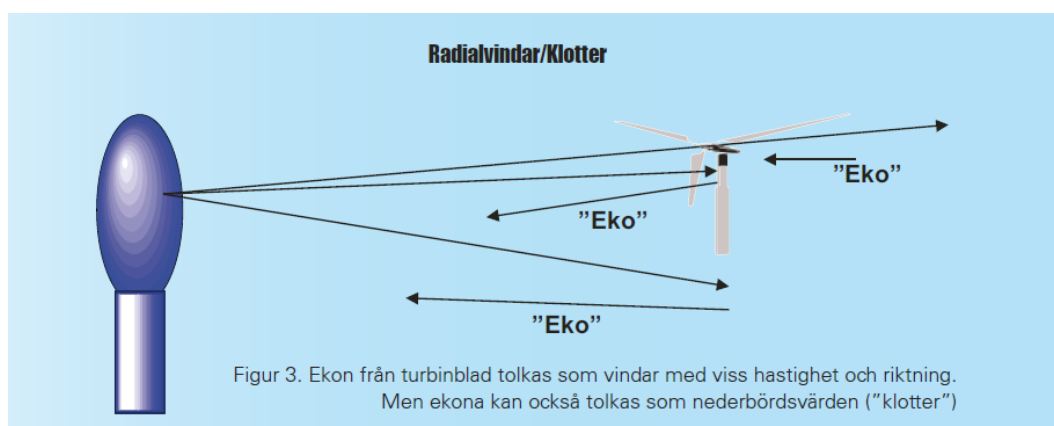 Radialvindar/Klotter
”Eko”
”Eko”
”Eko”
Figur 3. Ekon från turbinblad tolkas som vindar med viss hastighet och riktning.
Men ekona kan också tolkas som nederbördsvärden (”klotter”)